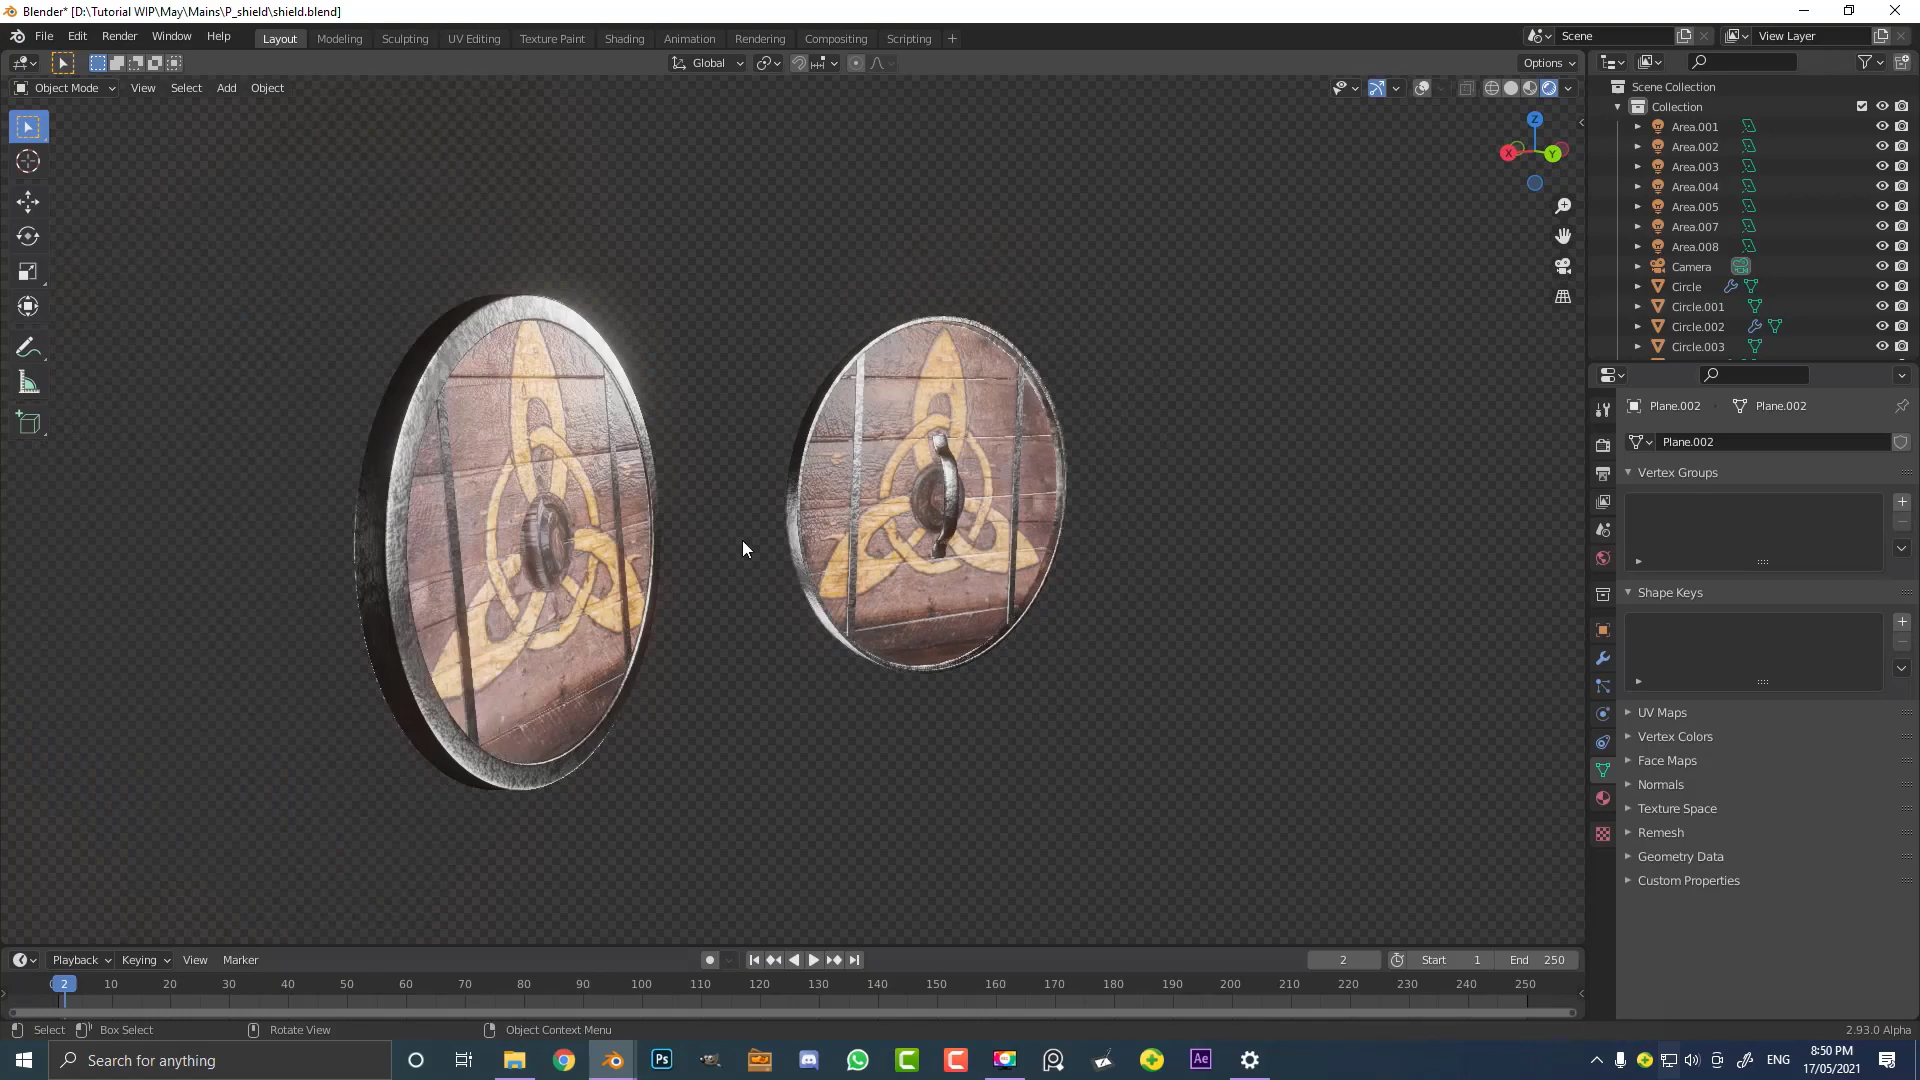 Blender* [D:\Tutorial WIP\May\Mains\P_shield\shield.blend]
File Edit Render Window Help
Layout Modeling Sculpting UV Editing Texture Paint Shading Animation Rendering Compositing Scripting +
Scene
View Layer
Global
Options
Object Mode View Select Add Object
Z
X
Y
Scene Collection
Collection
Area.001
Area.002
Area.003
Area.004
Area.005
Area.007
Area.008
Camera
Circle
Circle.001
Circle.002
Circle.003
Plane.002 Plane.002
Plane.002
Vertex Groups
Shape Keys
UV Maps
Vertex Colors
Face Maps
Normals
Texture Space
Remesh
Geometry Data
Custom Properties
Playback Keying View Marker
2
Start 1
End 250
2 10 20 30 40 50 60 70 80 90 100 110 120 130 140 150 160 170 180 190 200 210 220 230 240 250
Select Box Select Rotate View Object Context Menu
2.93.0 Alpha
Search for anything
Ps
Ae
ENG
8:50 PM
17/05/2021